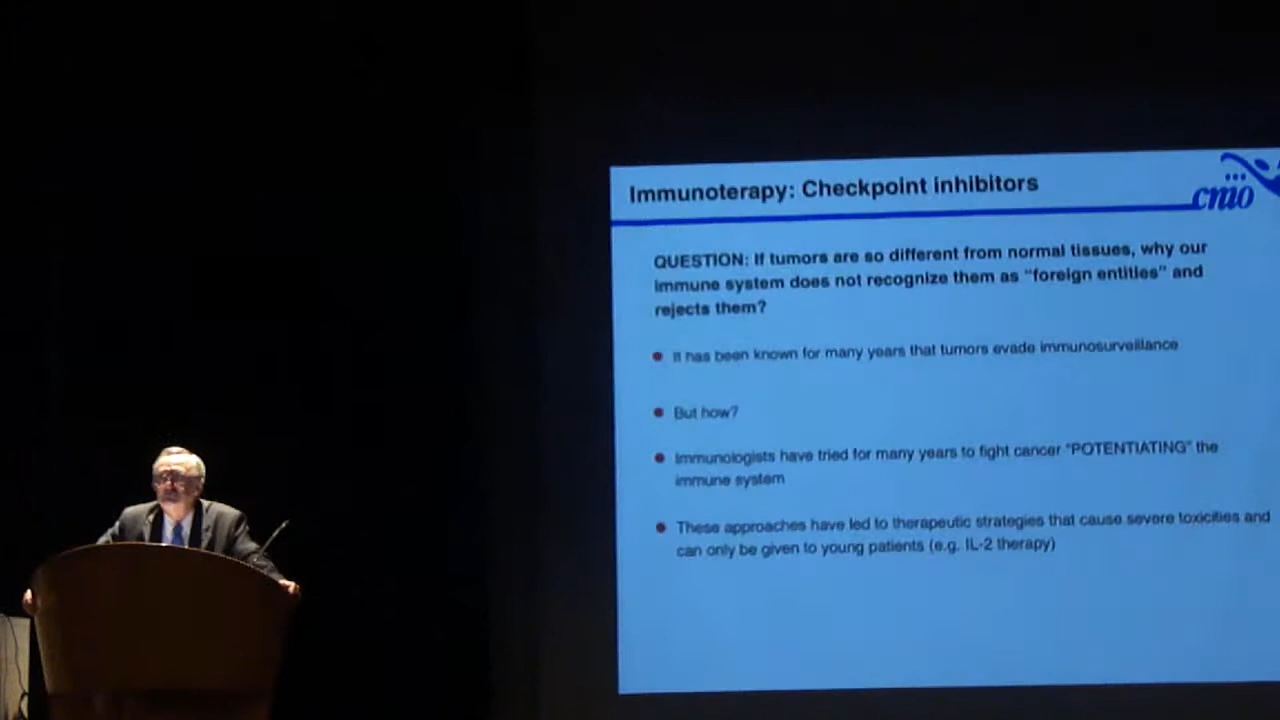 Immunoterapy: Checkpoint inhibitors
cnio
QUESTION: If tumors are so different from normal tissues, why our
immune system does not recognize them as “foreign entities” and
rejects them?
It has been known for many years that tumors evade immunosurveillance
But how?
Immunologists have tried for many years to fight cancer “POTENTIATING” the
immune system
These approaches have led to therapeutic strategies that cause severe toxicities and
can only be given to young patients (e.g. IL-2 therapy)